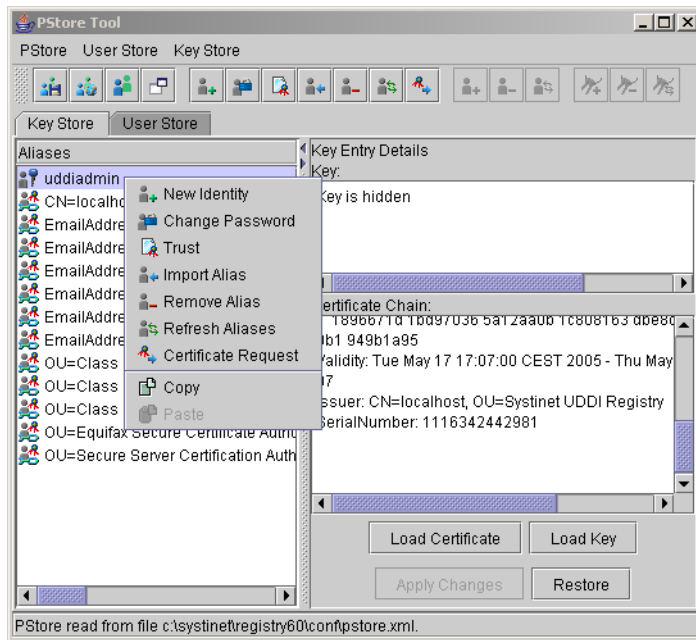 PStore Tool
PStore User Store Key Store
Key Store User Store
Aliases
uddiadmin
CN=localho
EmailAddre
EmailAddre
EmailAddre
EmailAddre
EmailAddre
EmailAddre
OU=Class
OU=Class
OU=Class
OU=Equifax Secure Certificate Autho
OU=Secure Server Certification Auth
New Identity
Change Password
Trust
Import Alias
Remove Alias
Refresh Aliases
Certificate Request
Copy
Paste
Key Entry Details
Key:
Key is hidden
ertificate Chain:
1896671d 1bd97036 5a12aa0b 1c608163 dbe8d
0b1 949b1a95
Validity: Tue May 17 17:07:00 CEST 2005 - Thu May
07
Issuer: CN=localhost, OU=Systinet UDDI Registry
SerialNumber: 1116342442981
Load Certificate Load Key
Apply Changes Restore
PStore read from file c:\systinet\registry60\conf\pstore.xml.